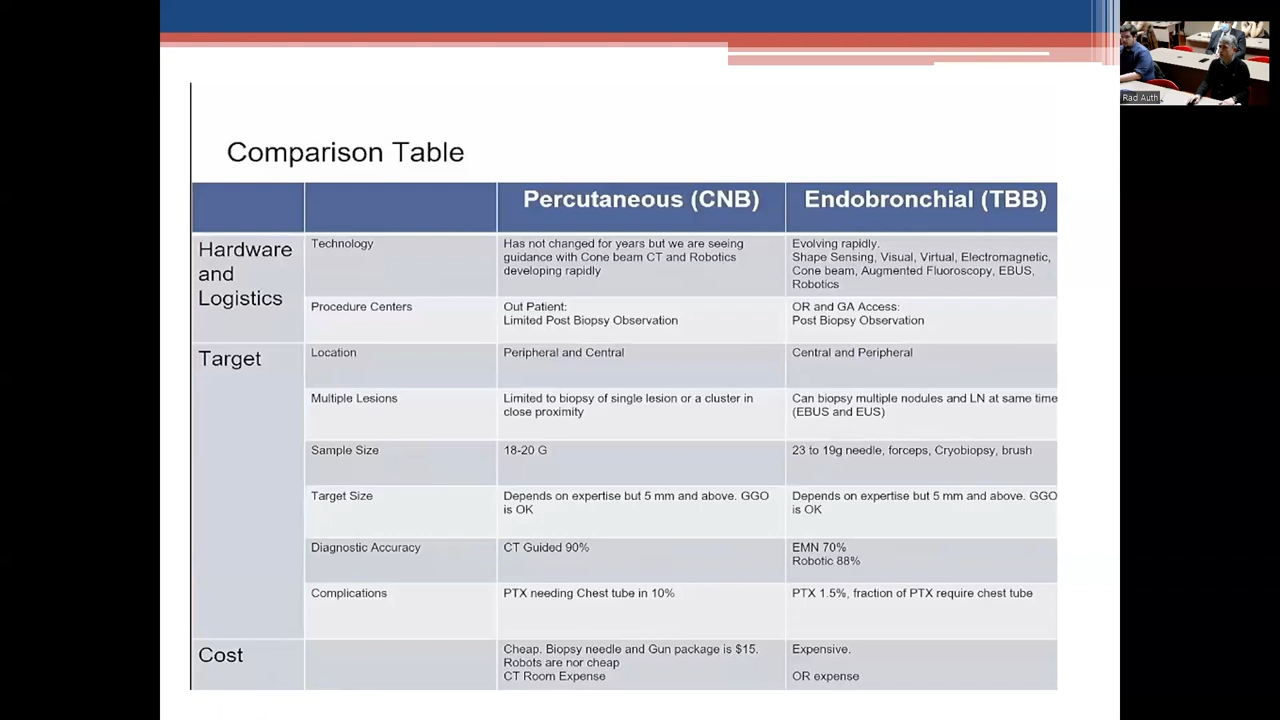 Rad Auth
Comparison Table
Percutaneous (CNB)
Endobronchial (TBB)
Hardware
and
Logistics
Technology
Has not changed for years but we are seeing
guidance with Cone beam CT and Robotics
developing rapidly
Evolving rapidly.
Shape Sensing, Visual, Virtual, Electromagnetic,
Cone beam, Augmented Fluoroscopy, EBUS,
Robotics
Procedure Centers
Out Patient:
Limited Post Biopsy Observation
OR and GA Access:
Post Biopsy Observation
Target
Location
Peripheral and Central
Central and Peripheral
Multiple Lesions
Limited to biopsy of single lesion or a cluster in
close proximity
Can biopsy multiple nodules and LN at same time
(EBUS and EUS)
Sample Size
18-20 G
23 to 19g needle, forceps, Cryobiopsy, brush
Target Size
Depends on expertise but 5 mm and above. GGO
is OK
Depends on expertise but 5 mm and above. GGO
is OK
Diagnostic Accuracy
CT Guided 90%
EMN 70%
Robotic 88%
Complications
PTX needing Chest tube in 10%
PTX 1.5%, fraction of PTX require chest tube
Cost
Cheap. Biopsy needle and Gun package is $15.
Robots are nor cheap
CT Room Expense
Expensive.
OR expense